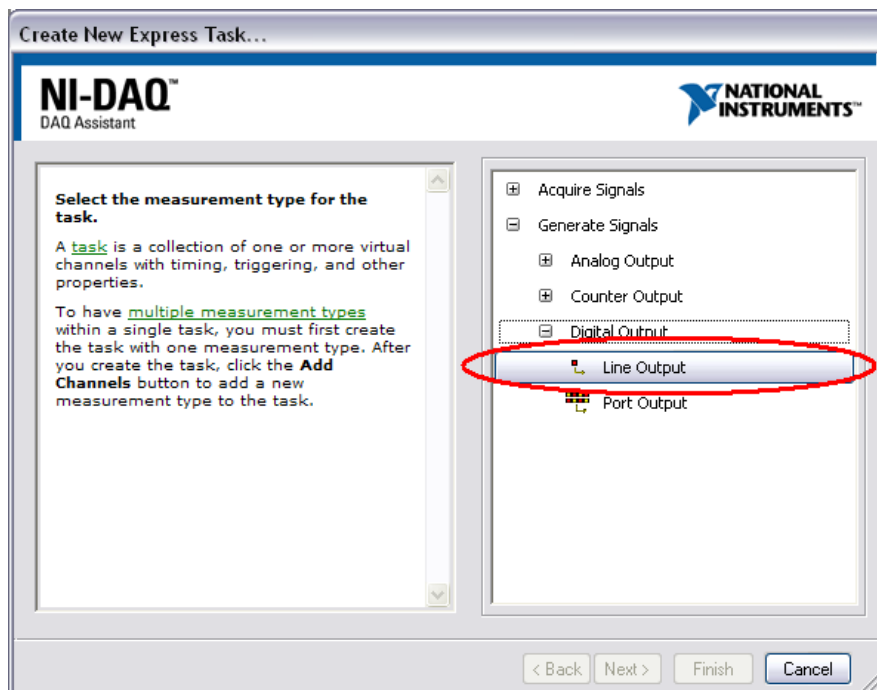 Create New Express Task...
NI-DAQ™
DAQ Assistant
NATIONAL
INSTRUMENTS™
Select the measurement type for the
task.
A task is a collection of one or more virtual
channels with timing, triggering, and other
properties.
To have multiple measurement types
within a single task, you must first create
the task with one measurement type. After
you create the task, click the Add
Channels button to add a new
measurement type to the task.
Acquire Signals
Generate Signals
Analog Output
Counter Output
Digital Output
Line Output
Port Output
< Back
Next >
Finish
Cancel